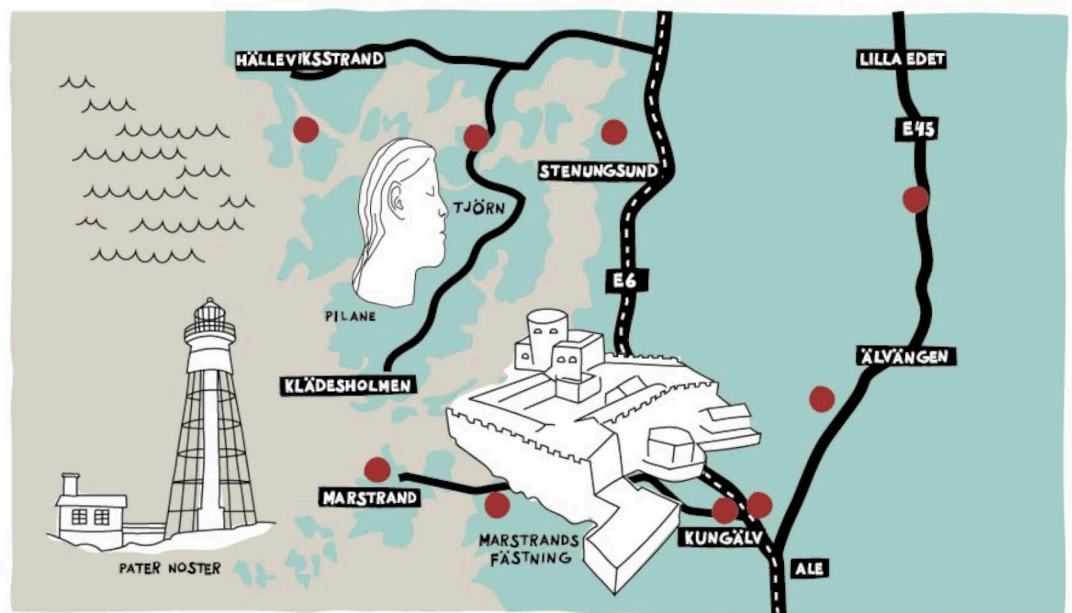 HÄLLEVIKSSTRAND
LILLA EDET
E45
STENUNGSUND
TJÖRN
E6
PILANE
ÄLVÄNGEN
KLÄDESHOLMEN
MARSTRAND
MARSTRANDS
FÄSTNING
KUNGÄLV
PATER NOSTER
ALE